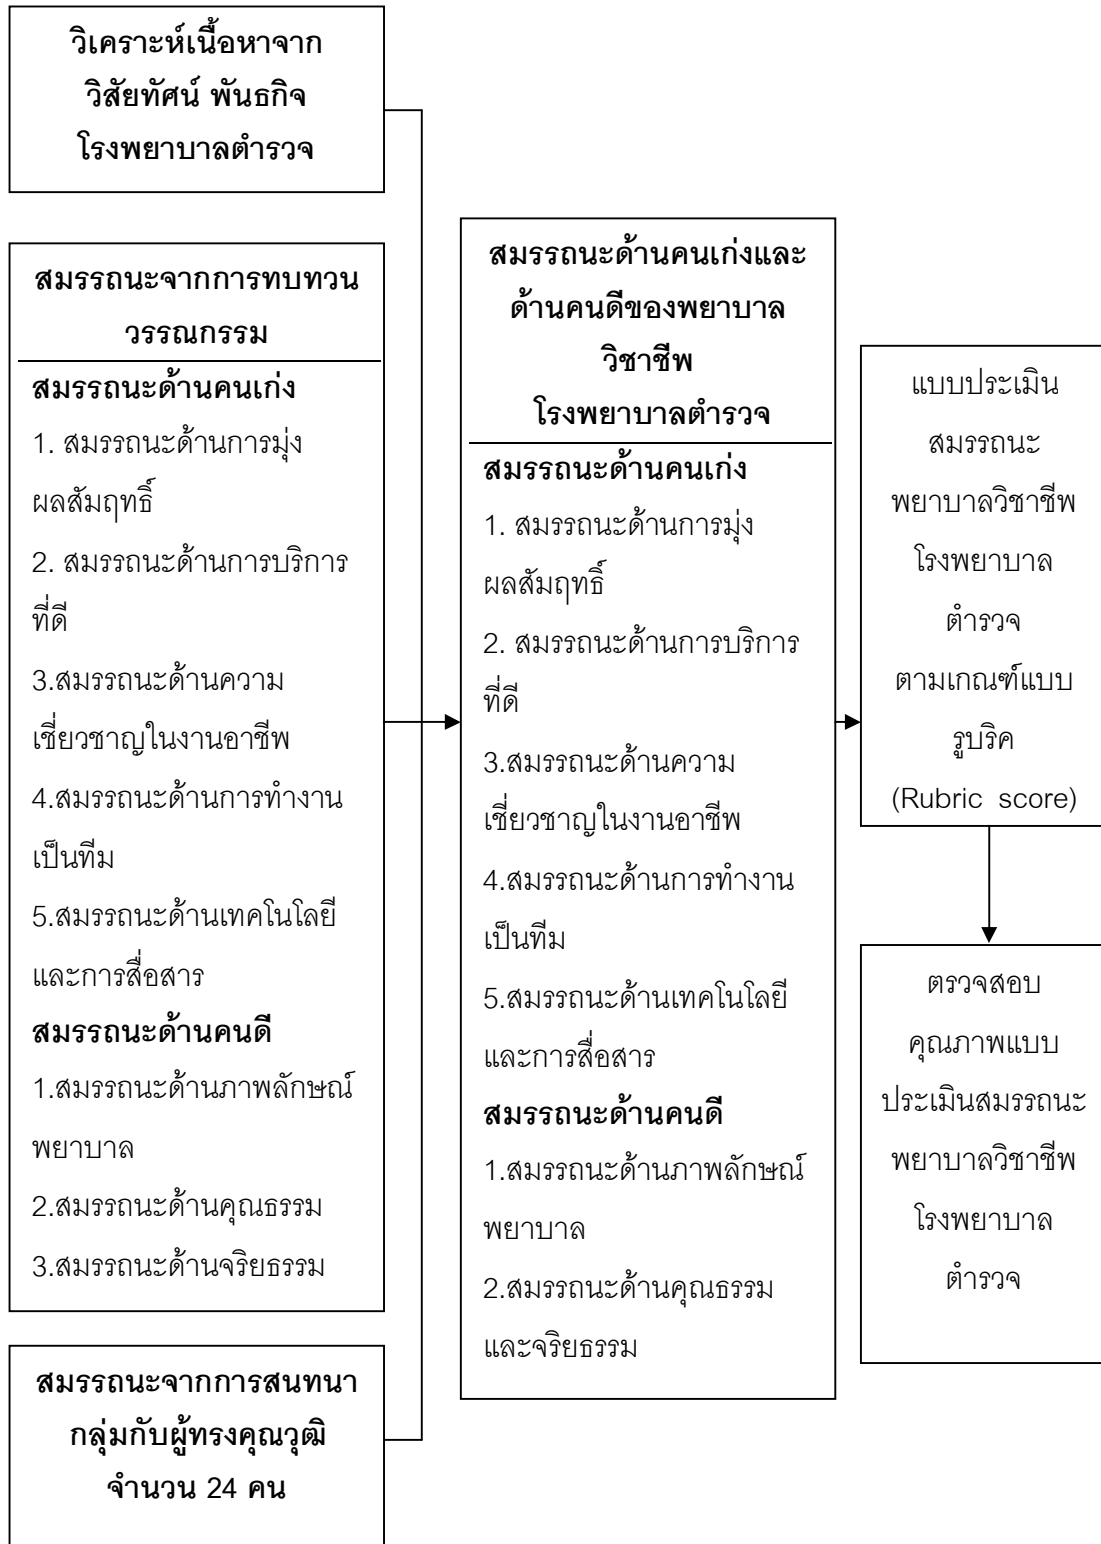 วิเคราะห์เนื้อหาจาก
วิสัยทัศน์ พันธกิจ
โรงพยาบาลตำรวจ
สมรรถนะจากการทบทวน
วรรณกรรม
สมรรถนะด้านคนเก่ง
1. สมรรถนะด้านการมุ่ง
ผลสัมฤทธิ์
2. สมรรถนะด้านการบริการ
ที่ดี
3.สมรรถนะด้านความ
เชี่ยวชาญในงานอาชีพ
4.สมรรถนะด้านการทำงาน
เป็นทีม
5.สมรรถนะด้านเทคโนโลยี
และการสื่อสาร
สมรรถนะด้านคนดี
1.สมรรถนะด้านภาพลักษณ์
พยาบาล
2.สมรรถนะด้านคุณธรรม
3.สมรรถนะด้านจริยธรรม
สมรรถนะจากการสนทนา
กลุ่มกับผู้ทรงคุณวุฒิ
จำนวน 24 คน
สมรรถนะด้านคนเก่งและ
ด้านคนดีของพยาบาล
วิชาชีพ
โรงพยาบาลตำรวจ
สมรรถนะด้านคนเก่ง
1. สมรรถนะด้านการมุ่ง
ผลสัมฤทธิ์
2. สมรรถนะด้านการบริการ
ที่ดี
3.สมรรถนะด้านความ
เชี่ยวชาญในงานอาชีพ
4.สมรรถนะด้านการทำงาน
เป็นทีม
5.สมรรถนะด้านเทคโนโลยี
และการสื่อสาร
สมรรถนะด้านคนดี
1.สมรรถนะด้านภาพลักษณ์
พยาบาล
2.สมรรถนะด้านคุณธรรม
และจริยธรรม
แบบประเมิน
สมรรถนะ
พยาบาลวิชาชีพ
โรงพยาบาล
ตำรวจ
ตามเกณฑ์แบบ
รูบริค
(Rubric score)
ตรวจสอบ
คุณภาพแบบ
ประเมินสมรรถนะ
พยาบาลวิชาชีพ
โรงพยาบาล
ตำรวจ